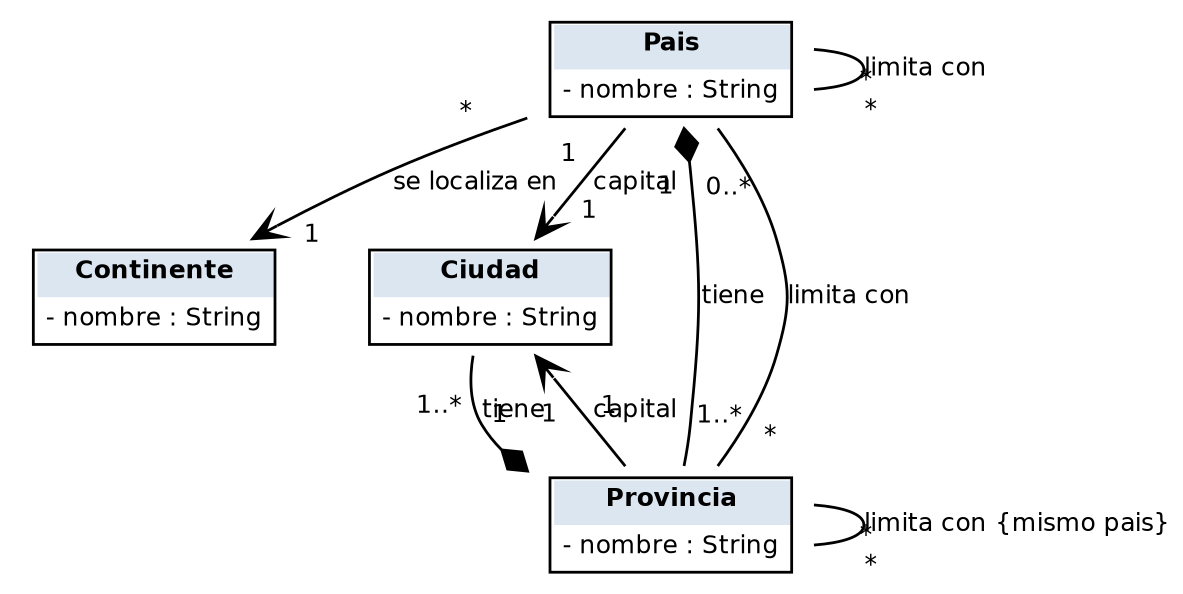 Pais
- nombre : String
limita con
*
*
*
se localiza en
1
1
capital
1
1
0..*
Continente
- nombre : String
Ciudad
- nombre : String
tiene
limita con
1..*
tiene
1
1
capital
1
1..*
*
Provincia
- nombre : String
limita con {mismo pais}
*
*